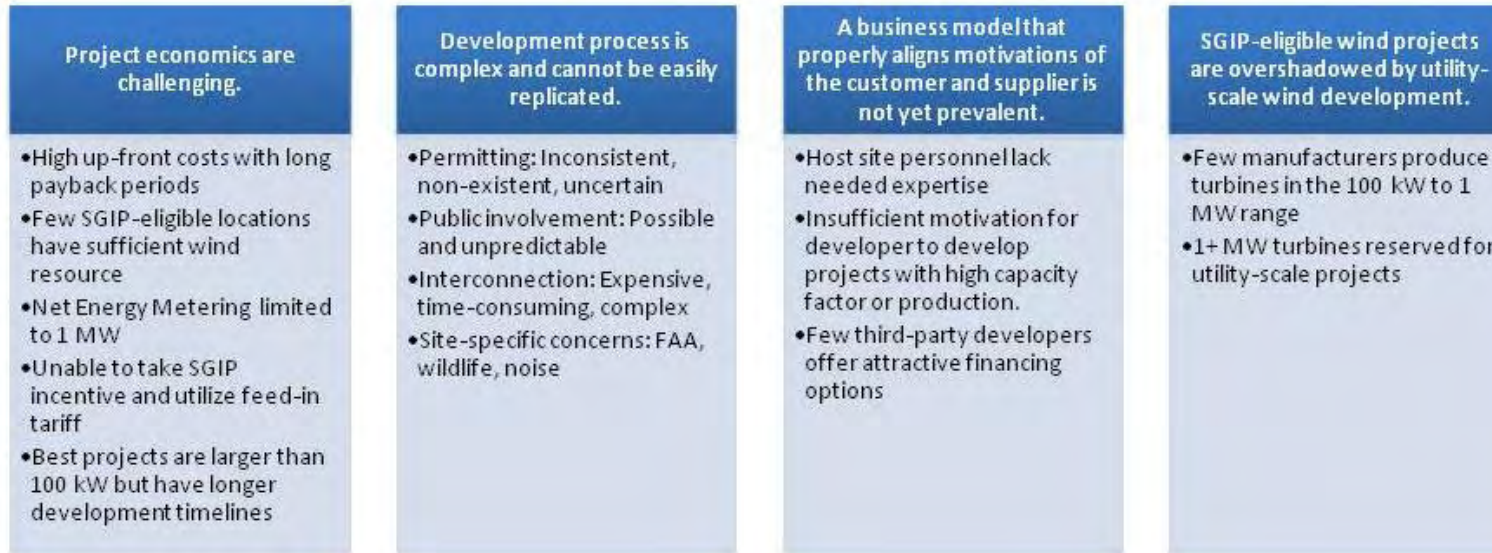 Project economics are
challenging.
•High up-front costs with long
payback periods
•Few SGIP-eligible locations
have sufficient wind
resource
•Net Energy Metering limited
to 1 MW
•Unable to take SGIP
incentive and utilize feed-in
tariff
•Best projects are larger than
100 kW but have longer
development timelines
Development process is
complex and cannot be easily
replicated.
•Permitting: Inconsistent,
non-existent, uncertain
•Public involvement: Possible
and unpredictable
•Interconnection: Expensive,
time-consuming, complex
•Site-specific concerns: FAA,
wildlife, noise
A business model that
properly aligns motivations of
the customer and supplier is
not yet prevalent.
•Host site personnel lack
needed expertise
•Insufficient motivation for
developer to develop
projects with high capacity
factor or production.
•Few third-party developers
offer attractive financing
options
SGIP-eligible wind projects
are overshadowed by utility-
scale wind development.
•Few manufacturers produce
turbines in the 100 kW to 1
MW range
•1+ MW turbines reserved for
utility-scale projects